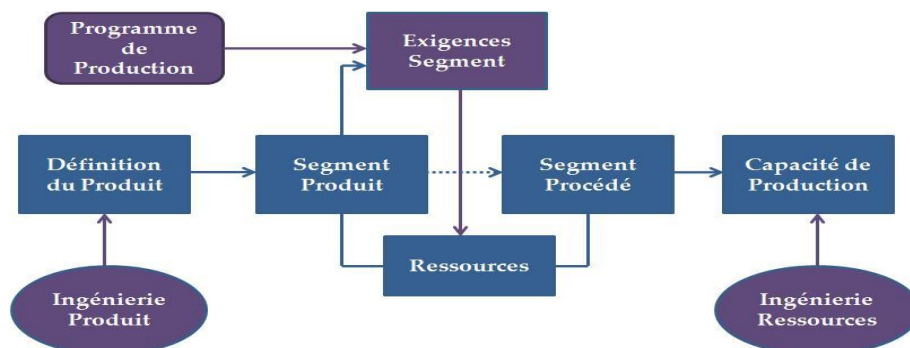 Programme
de
Production
Exigences
Segment
Définition
du Produit
Segment
Produit
Segment
Procédé
Capacité de
Production
Ressources
Ingénierie
Produit
Ingénierie
Ressources